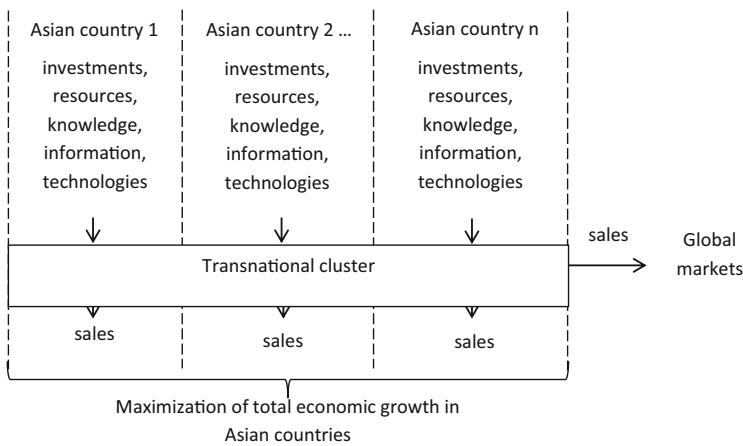 Asian country 1
Asian country 2 ...
Asian country n
investments,
resources,
knowledge,
information,
technologies
investments,
resources,
knowledge,
information,
technologies
investments,
resources,
knowledge,
information,
technologies
Transnational cluster
sales
Global
markets
sales
sales
sales
Maximization of total economic growth in
Asian countries